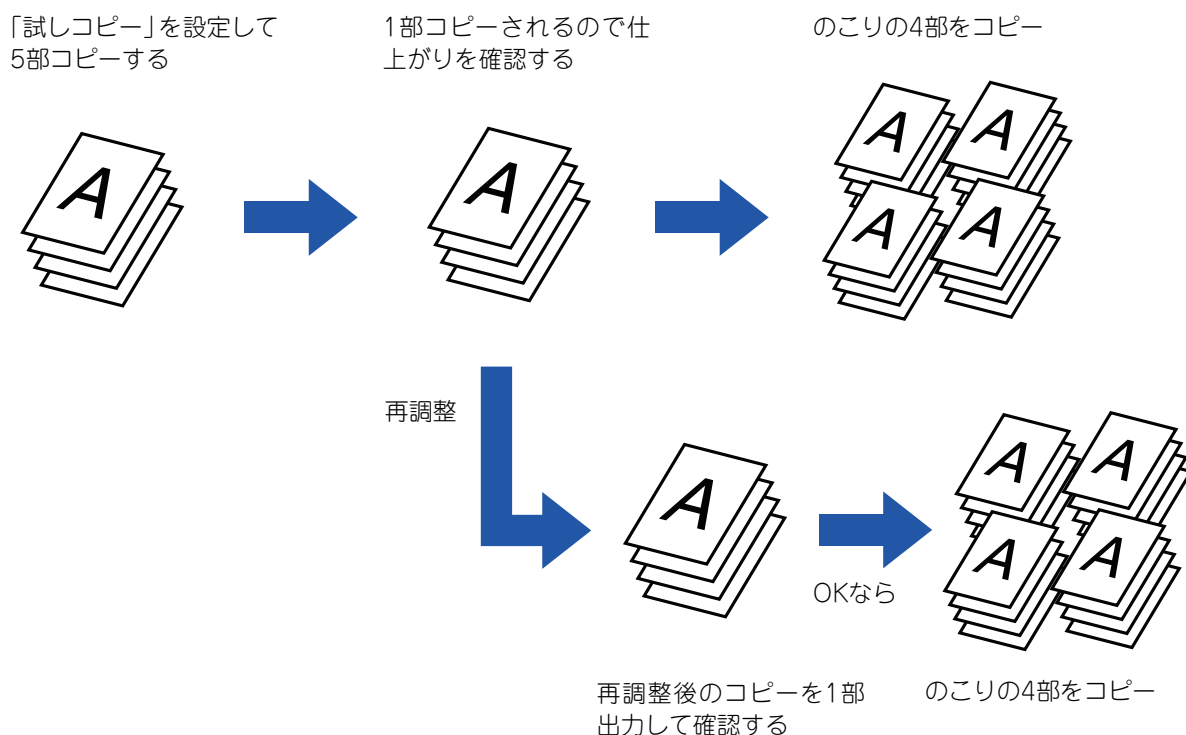 「試しコピー」を設定して
5部コピーする
1部コピーされるので仕
上がりを確認する
のこりの4部をコピー
A
A
A
A
A
A
再調整
A
A
A
A
A
OKなら
再調整後のコピーを1部
出力して確認する
のこりの4部をコピー